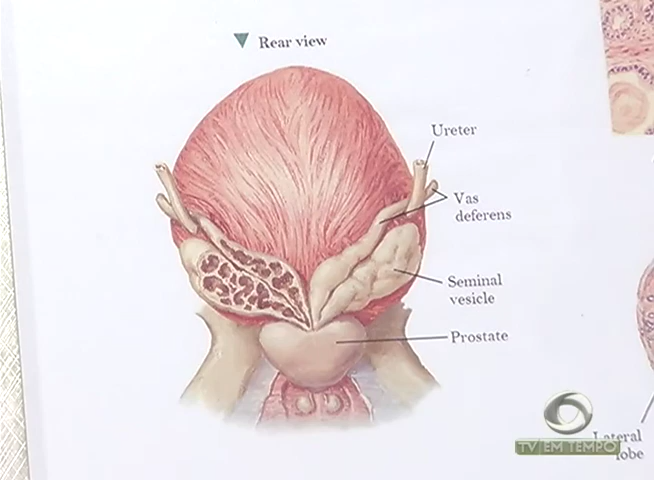 Rear view
Ureter
Vas
deferens
Seminal
vesicle
Prostate
Lateral
lobe
TV EM TEMPO